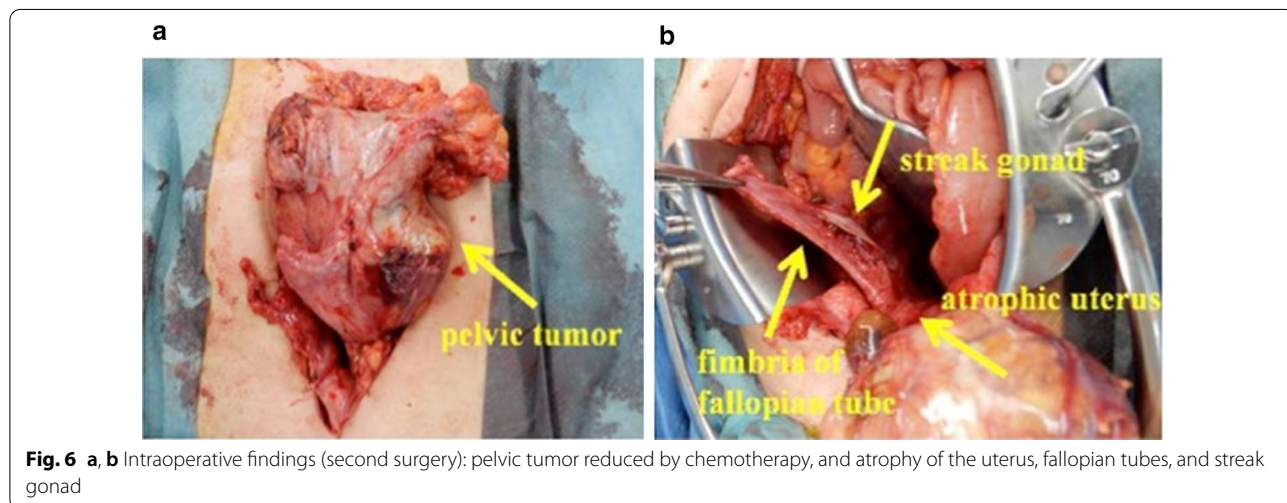 a
b
pelvic tumor
streak gonad
atrophic uterus
fimbria of
fallopian tube
Fig. 6 a, b Intraoperative findings (second surgery): pelvic tumor reduced by chemotherapy, and atrophy of the uterus, fallopian tubes, and streak
gonad